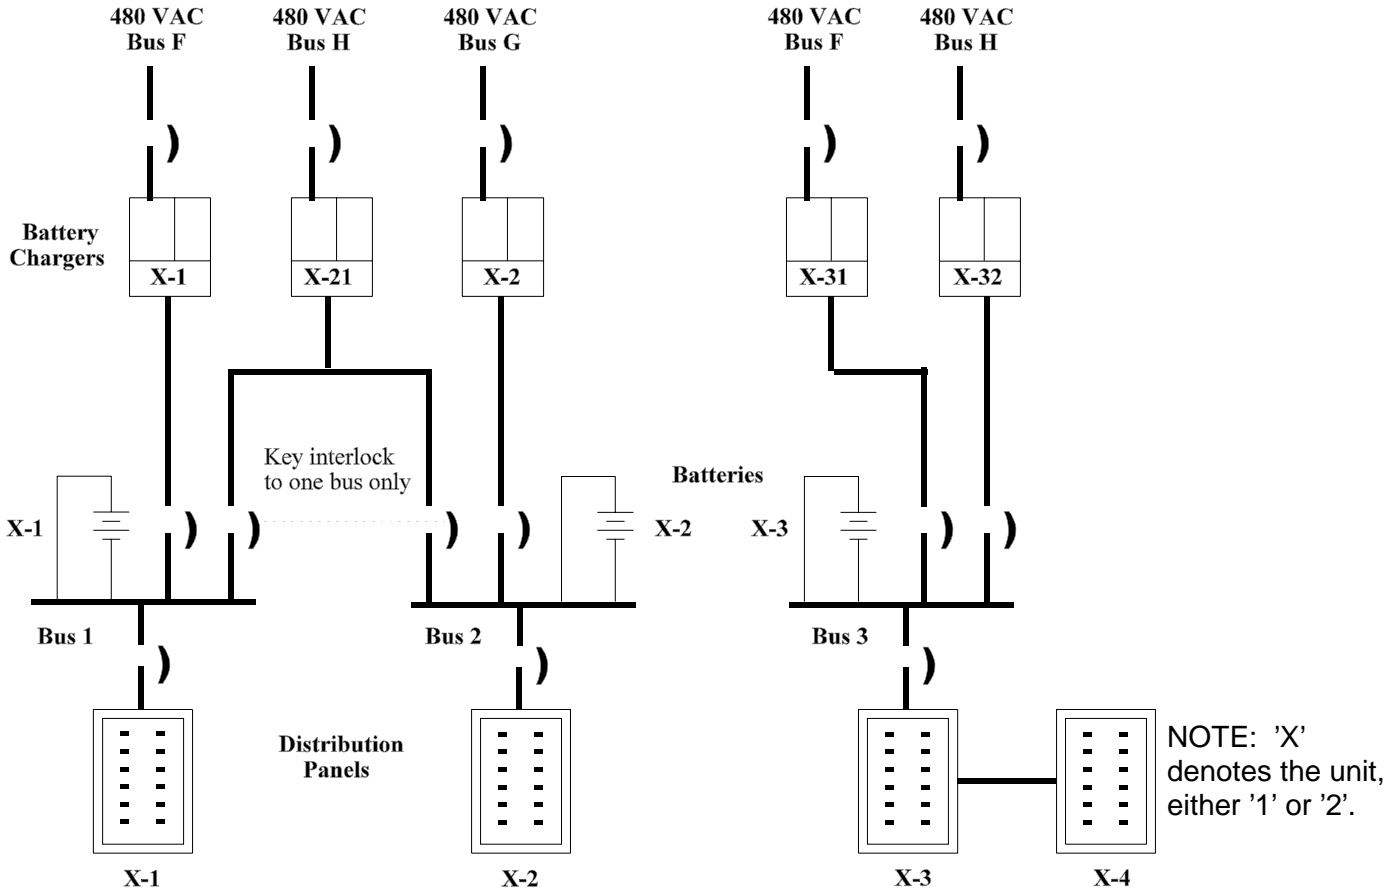 480 VAC
Bus F
480 VAC
Bus H
480 VAC
Bus G
480 VAC
Bus F
480 VAC
Bus H
Battery
Chargers
X-1
X-21
X-2
X-31
X-32
Key interlock
to one bus only
Batteries
X-1
X-2
X-3
Bus 1
Bus 2
Bus 3
Distribution
Panels
NOTE: ’X’
denotes the unit,
either ’1’ or ’2’.
X-1
X-2
X-3
X-4